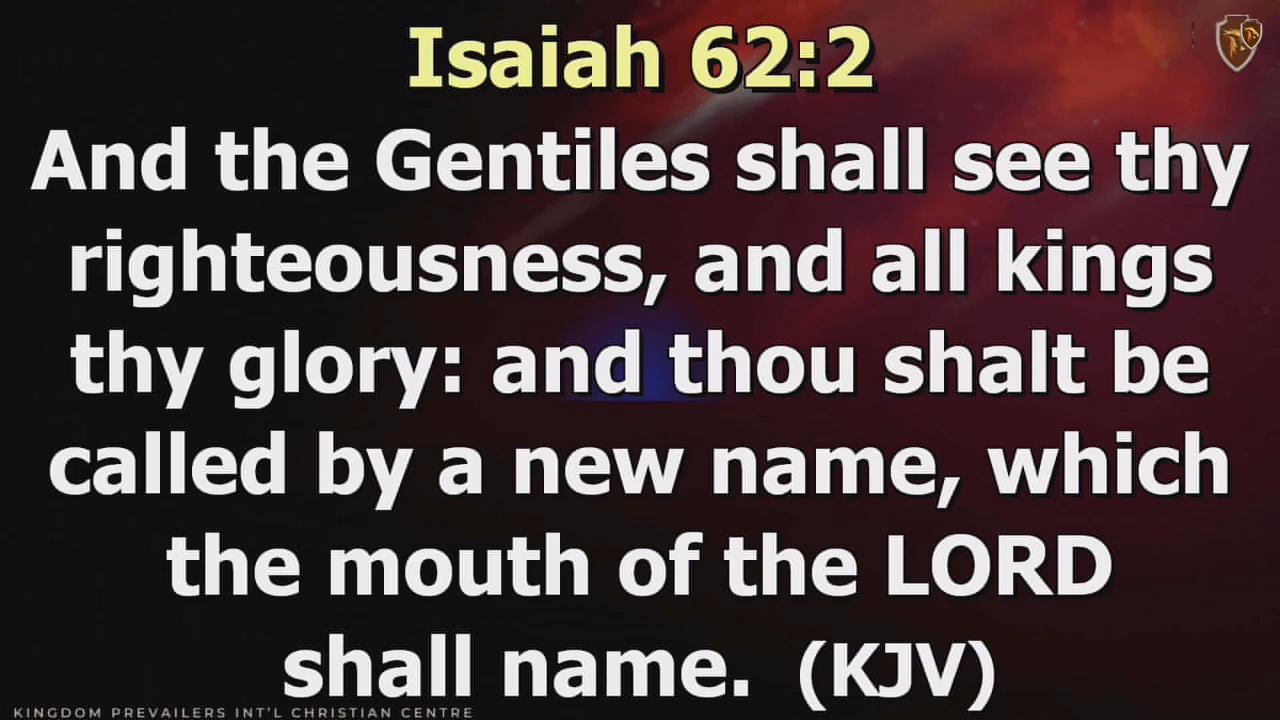 Isaiah 62:2
And the Gentiles shall see thy
righteousness, and all kings
thy glory: and thou shalt be
called by a new name, which
the mouth of the LORD
shall name. (KJV)
KINGDOM PREVAILERS INT'L CHRISTIAN CENTRE